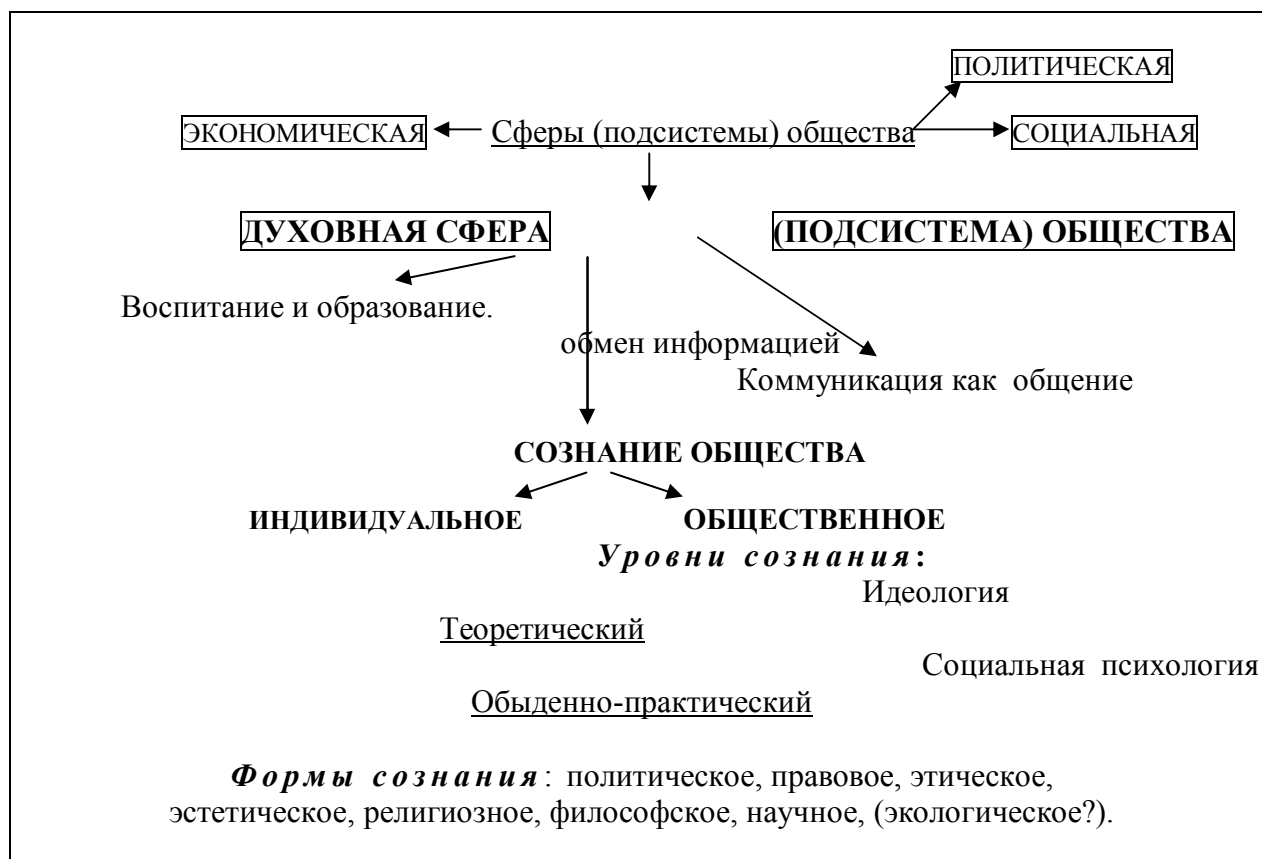 ПОЛИТИЧЕСКАЯ
ЭКОНОМИЧЕСКАЯ Сферы (подсистемы) общества СОЦИАЛЬНАЯ
ДУХОВНАЯ СФЕРА (ПОДСИСТЕМА) ОБЩЕСТВА
Воспитание и образование.
обмен информацией
Коммуникация как общение
СОЗНАНИЕ ОБЩЕСТВА
ИНДИВИДУАЛЬНОЕ ОБЩЕСТВЕННОЕ
Уровни сознания:
Идеология
Теоретический
Социальная психология
Обыденно-практический
Формы сознания: политическое, правовое, этическое,
эстетическое, религиозное, философское, научное, (экологическое?).